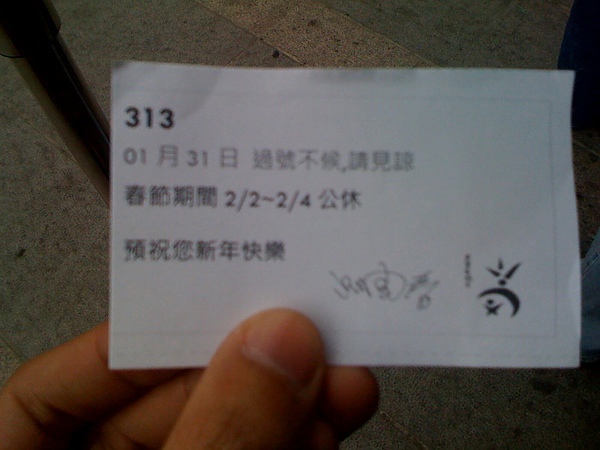 313
01 月 31 日 過號不候,請見諒
春節期間 2/2~2/4 公休
預祝您新年快樂